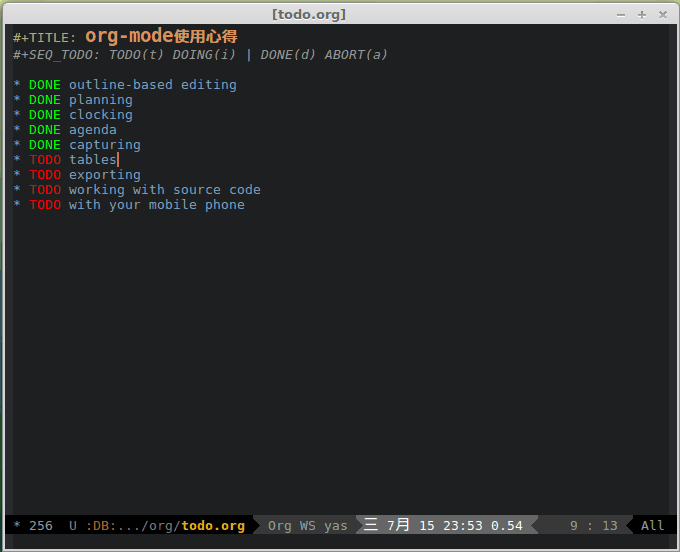 [todo.org]
#+TITLE: org-mode使用心得
#+SEQ_TODO: TODO(t) DOING(i) | DONE(d) ABORT(a)
* DONE outline-based editing
* DONE planning
* DONE clocking
* DONE agenda
* DONE capturing
* TODO tables
* TODO exporting
* TODO working with source code
* TODO with your mobile phone
* 256 U :DB:.../org/todo.org Org WS yas 三 7月 15 23:53 0.54 9 : 13 All